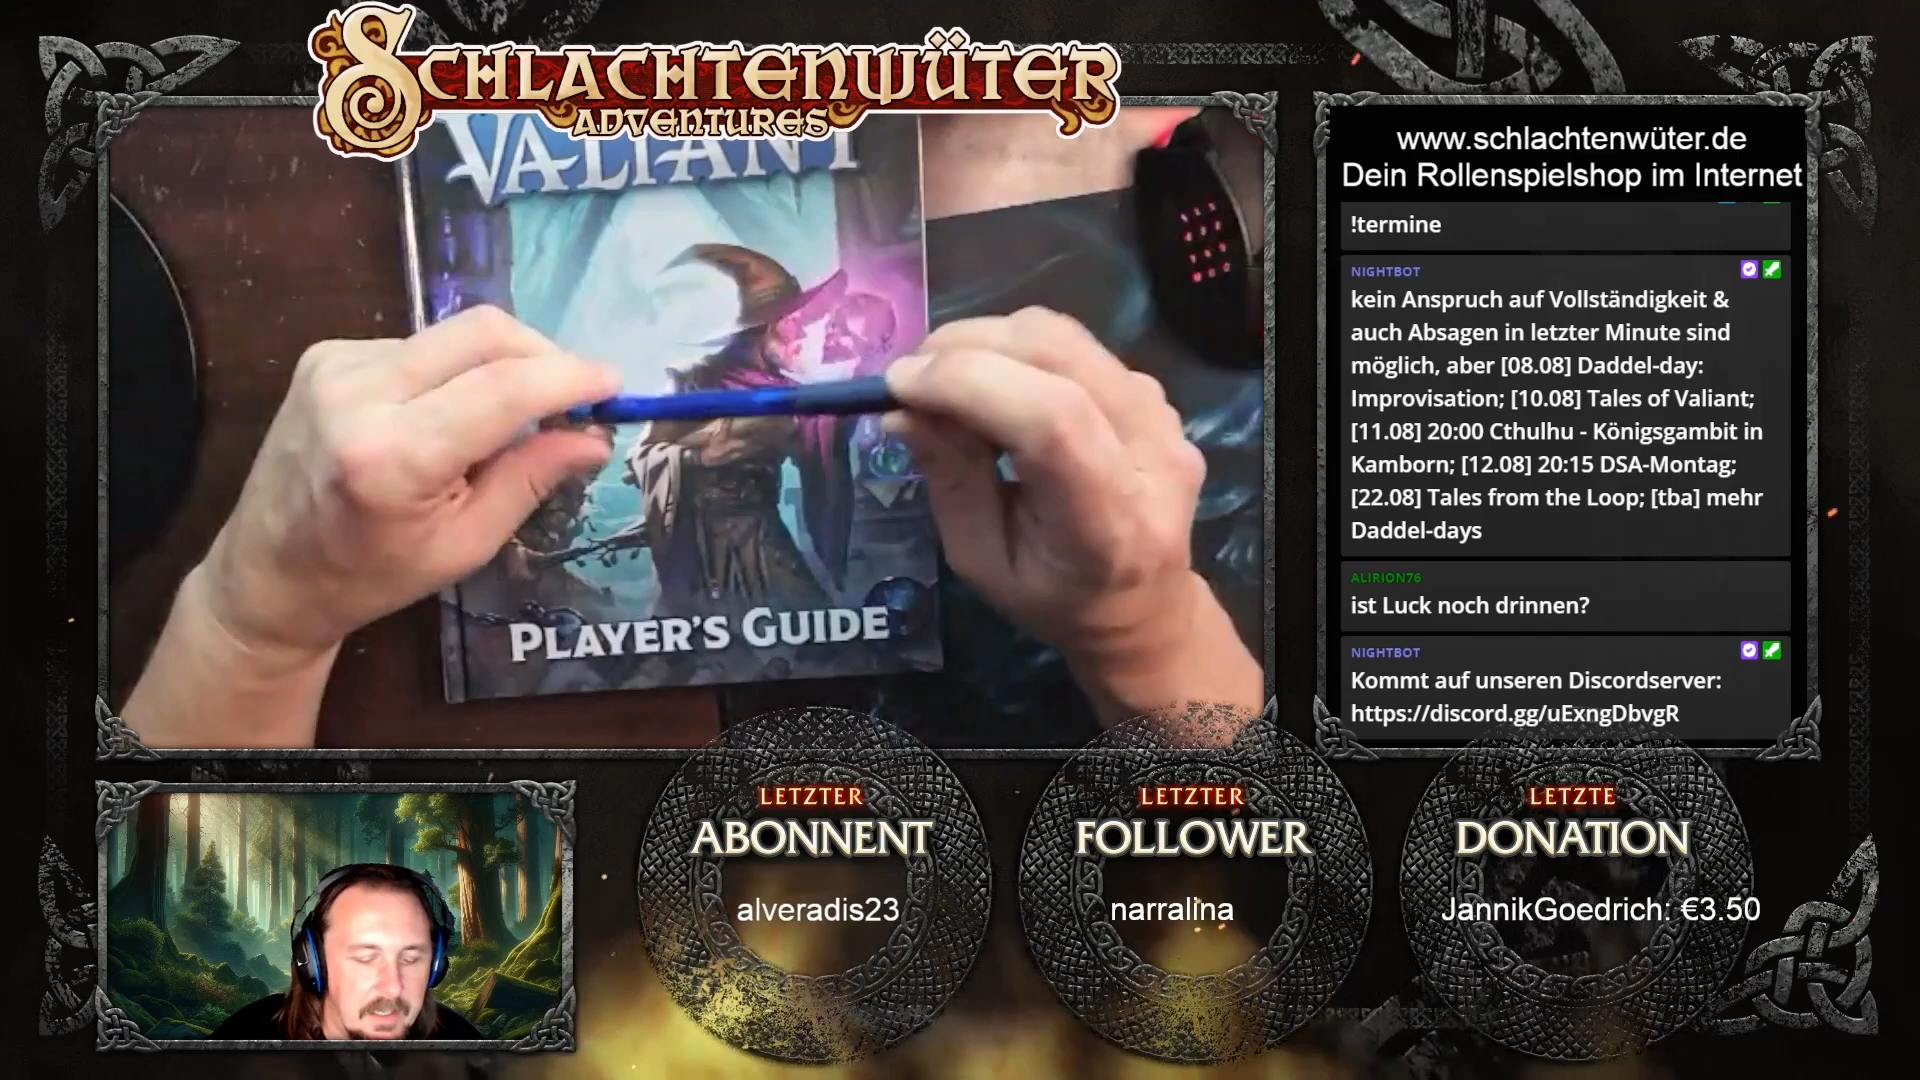 SCHLACHTENWÜTER
ADVENTURES
VALIANT
PLAYER'S GUIDE
www.schlachtenwüter.de
Dein Rollenspielshop im Internet
!termine
NIGHTBOT
kein Anspruch auf Vollständigkeit &
auch Absagen in letzter Minute sind
möglich, aber [08.08] Daddel-day:
Improvisation; [10.08] Tales of Valiant;
[11.08] 20:00 Cthulhu - Königsgambit in
Kamborn; [12.08] 20:15 DSA-Montag;
[22.08] Tales from the Loop; [tba] mehr
Daddel-days
ALIRION76
ist Luck noch drinnen?
NIGHTBOT
Kommt auf unseren Discordserver:
https://discord.gg/uExngDbvgR
LETZTER
ABONNENT
alveradis23
LETZTER
FOLLOWER
narralina
LETZTE
DONATION
JannikGoedrich: €3.50